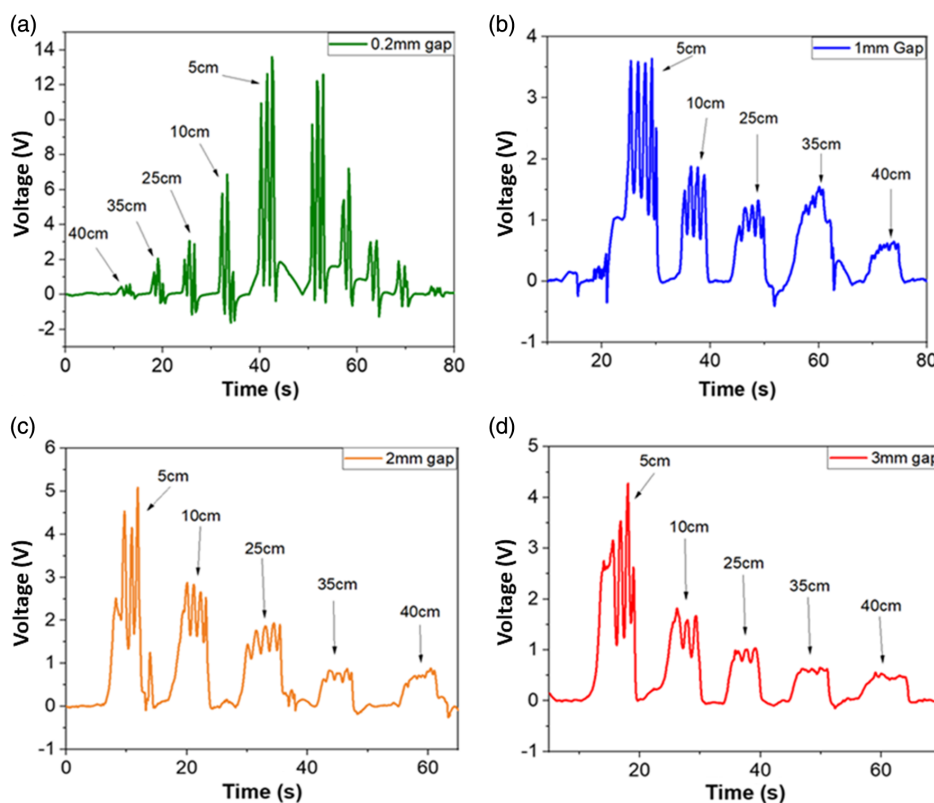 (a)
0.2mm gap
14
12
0
8
6
4
2
0
-2
0
20
40
60
80
Voltage (V)
Time (s)
40cm
35cm
25cm
10cm
5cm
(b)
1mm Gap
4
3
2
1
0
-1
20
40
60
80
Voltage (V)
Time (s)
5cm
10cm
25cm
35cm
40cm
(c)
2mm gap
6
5
4
3
2
1
0
-1
0
20
40
60
Voltage (V)
Time (s)
5cm
10cm
25cm
35cm
40cm
(d)
3mm gap
5
4
3
2
1
0
-1
20
40
60
Voltage (V)
Time (s)
5cm
10cm
25cm
35cm
40cm